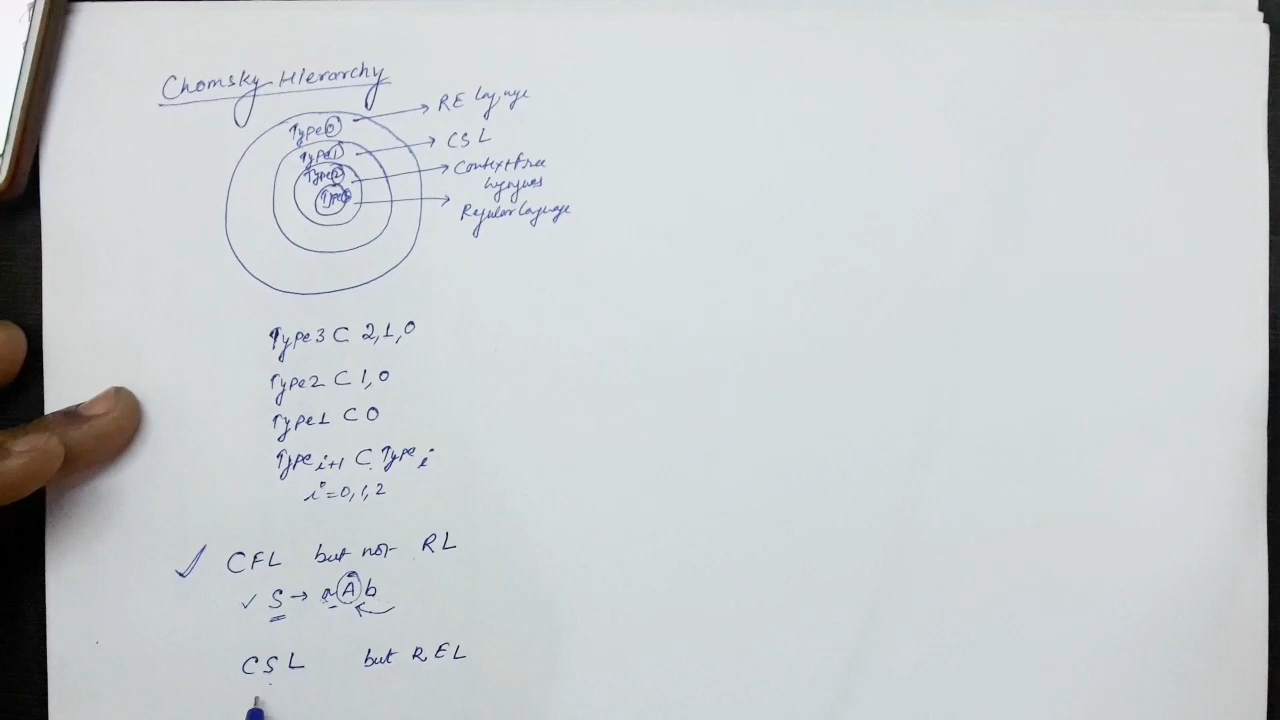 Chomsky Hierarchy
Type 0
RE Language
Type 1
CSL
Type 2
Context free
languages
Type 3
Regular Language
Type 3 ⊂ 2,1,0
Type 2 ⊂ 1,0
Type 1 ⊂ 0
Type i+1 ⊂ Type i
i=0,1,2
✓ CFL but not RL
✓ S → aAb
CSL but REL